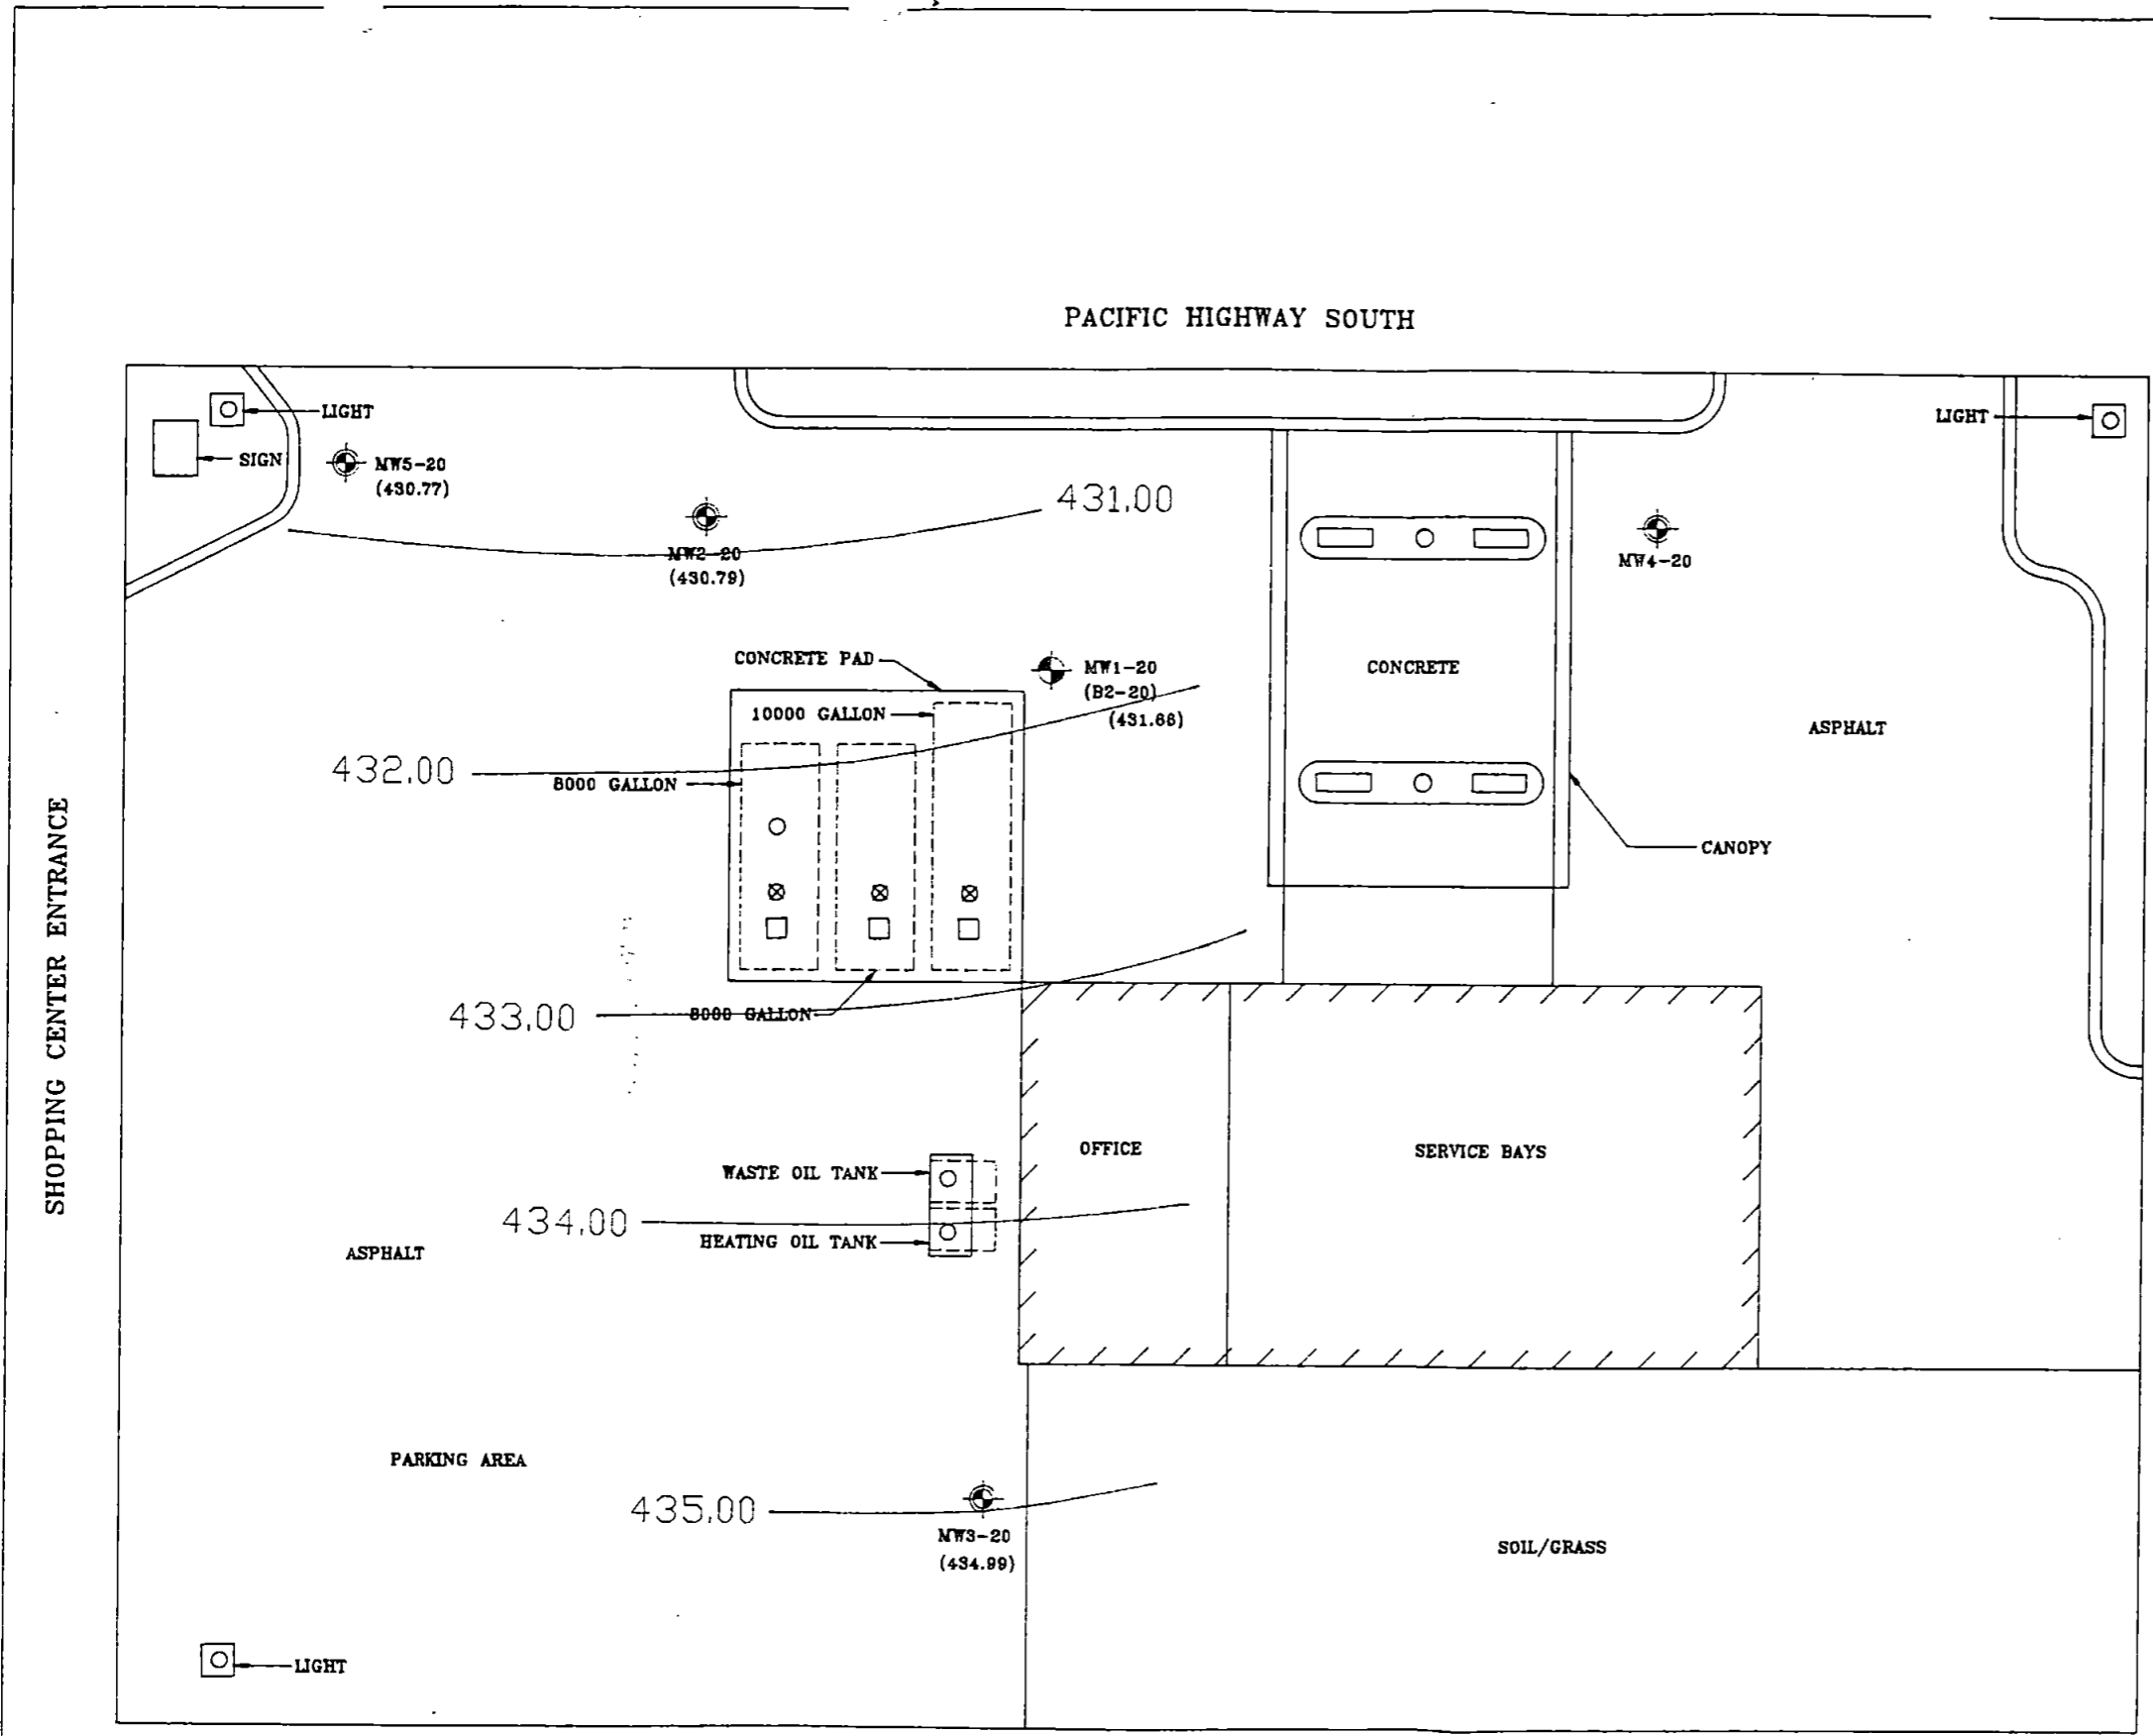 PACIFIC HIGHWAY SOUTH
LIGHT
SIGN
MW5-20
(430.77)
LIGHT
431.00
MW2-20
(430.79)
MW4-20
CONCRETE PAD
MW1-20
(B2-20)
(431.66)
CONCRETE
10000 GALLON
ASPHALT
432.00
8000 GALLON
CANOPY
SHOPPING CENTER ENTRANCE
433.00
8000 GALLON
OFFICE
SERVICE BAYS
WASTE OIL TANK
434.00
HEATING OIL TANK
ASPHALT
PARKING AREA
435.00
MW3-20
(434.99)
SOIL/GRASS
LIGHT